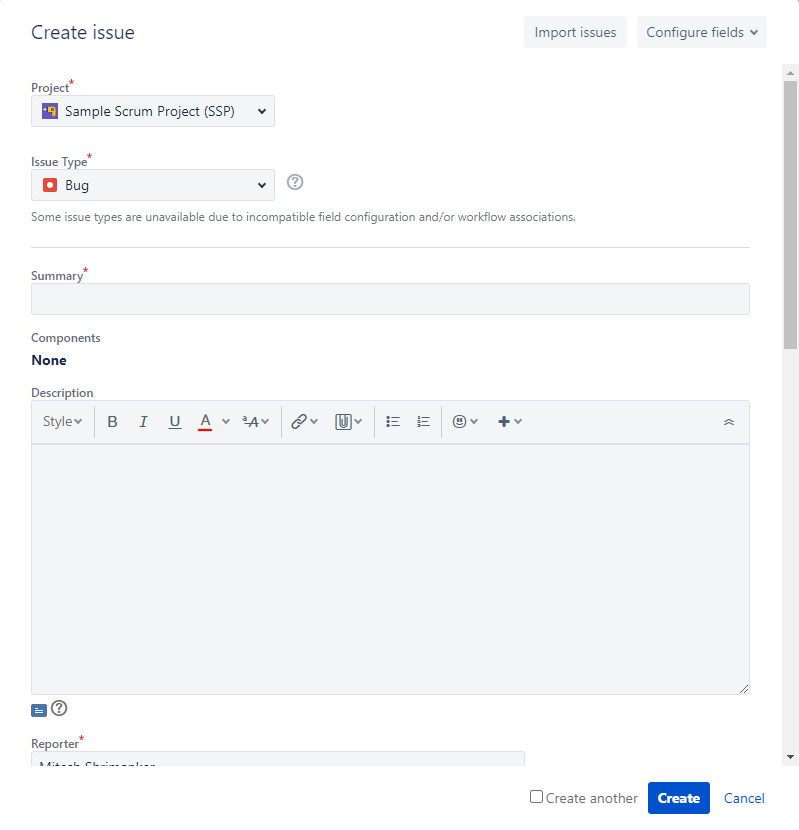 Create issue
Import issues
Configure fields
Project*
Sample Scrum Project (SSP)
Issue Type*
Bug
Some issue types are unavailable due to incompatible field configuration and/or workflow associations.
Summary*
Components
None
Description
Style
B I U A ªA
Reporter*
Mitesh Shrimanker
Create another
Create
Cancel